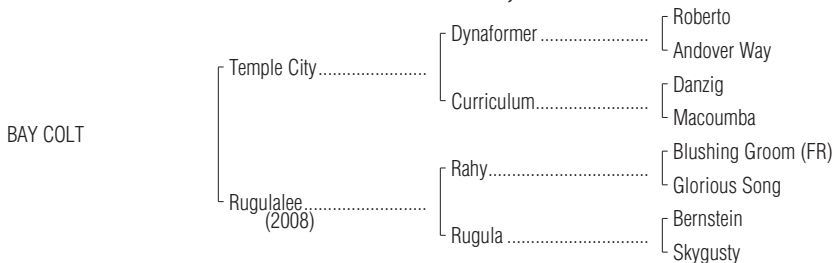 Roberto
Dynaformer
Andover Way
Temple City
Danzig
Curriculum
Macoumba
BAY COLT
Blushing Groom (FR)
Rahy
Glorious Song
Rugulalee
(2008)
Bernstein
Rugula
Skygusty